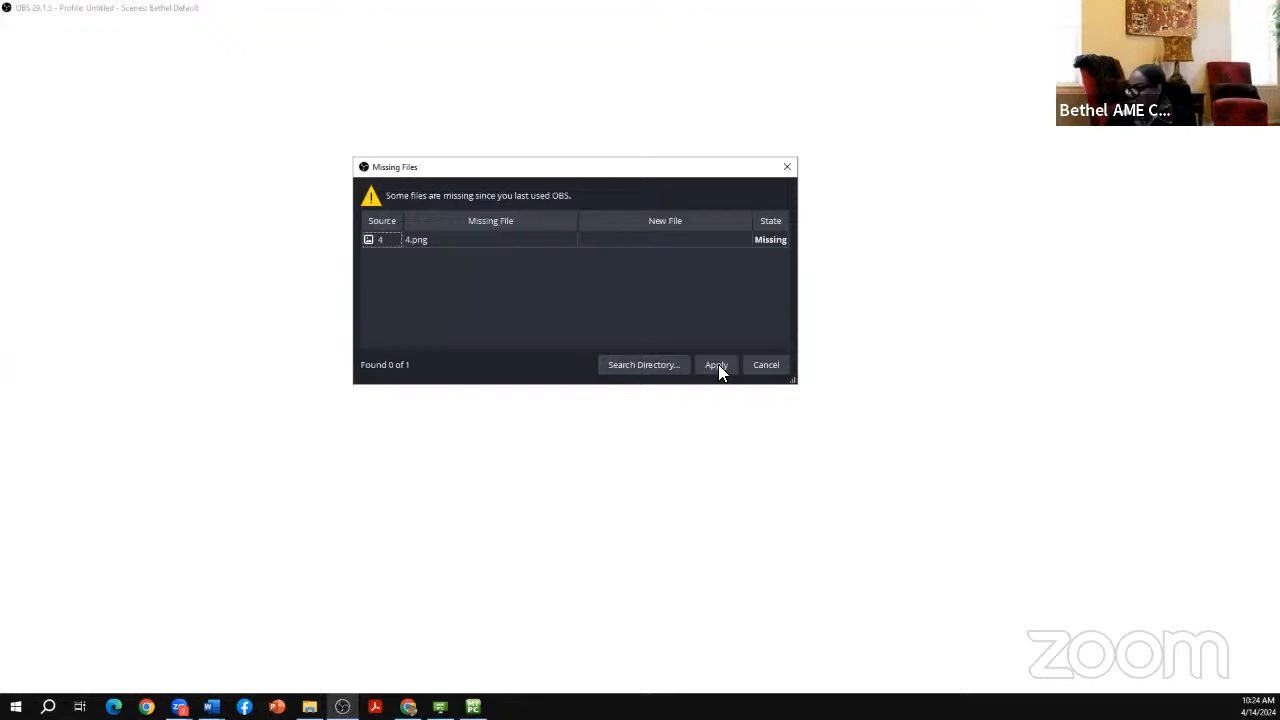 OBS 29.1.3 - Profile: Untitled - Scenes: Bethel Default
Bethel AME C...
Missing Files
Some files are missing since you last used OBS.
Source Missing File New File State
4 4.png Missing
Found 0 of 1
Search Directory... Apply Cancel
zoom
10:24 AM
4/14/2024